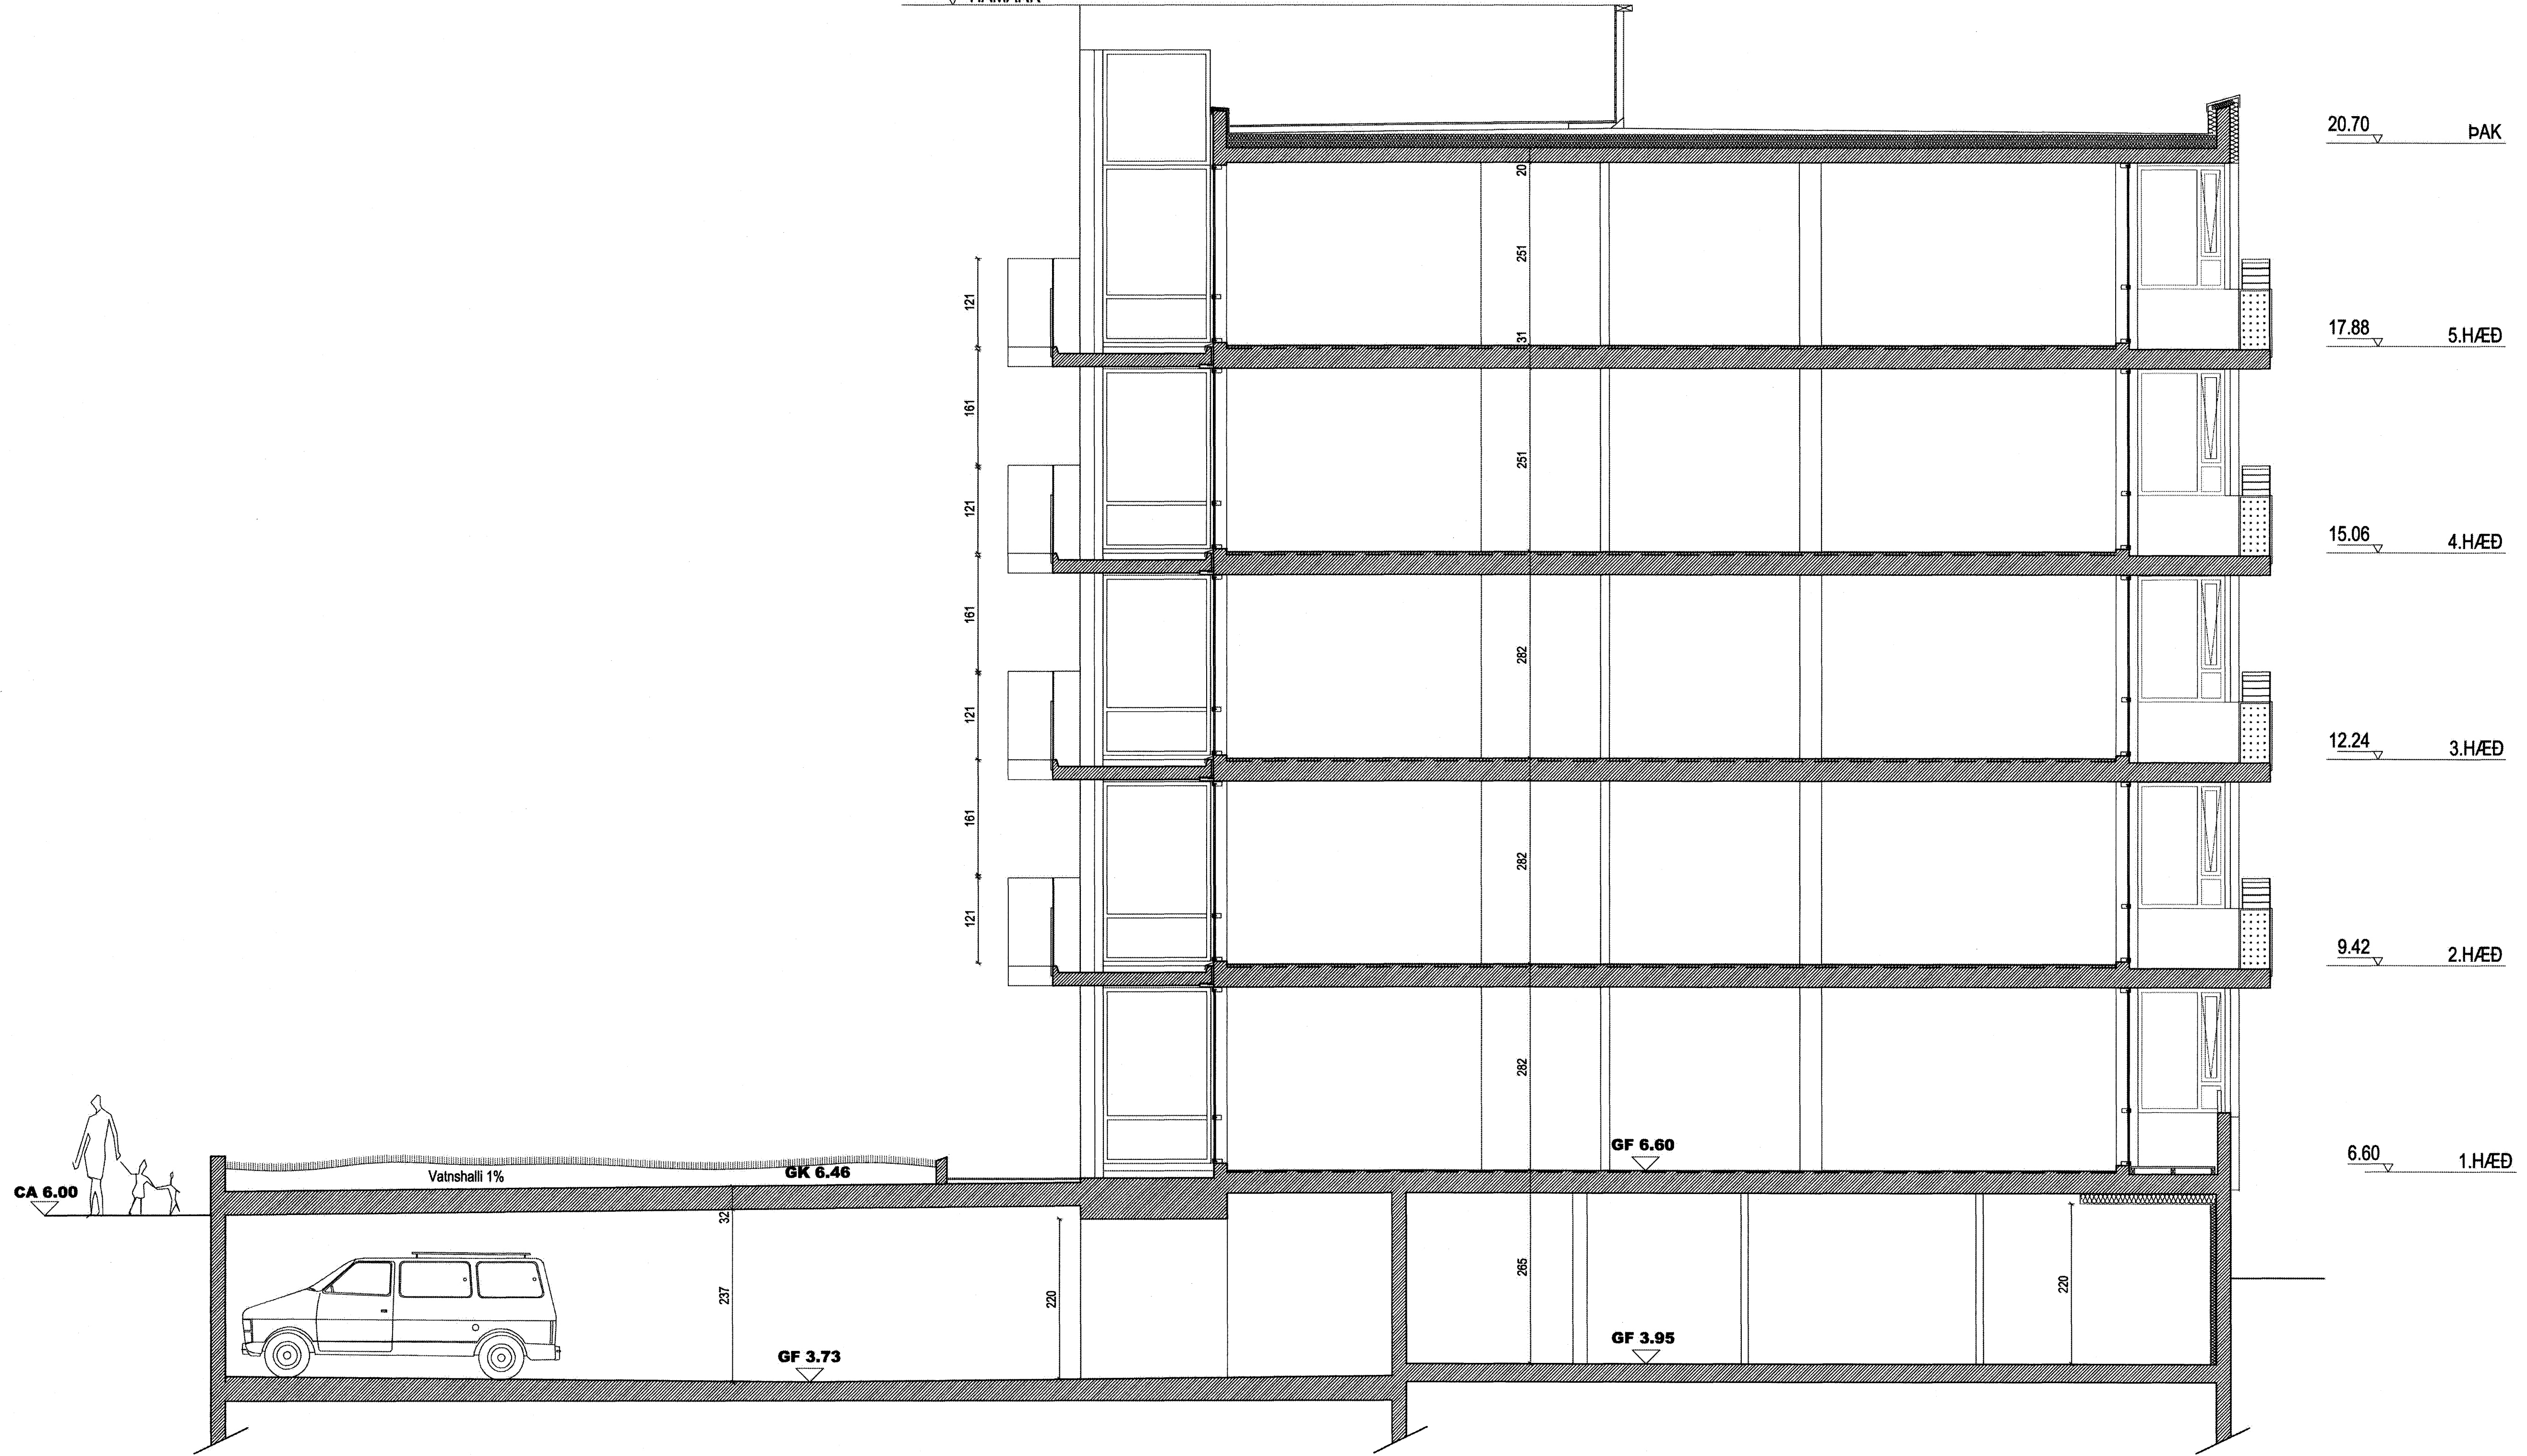 20.70 ÞAK
20
251
121
31
17.88 5.HÆÐ
161
251
121
15.06 4.HÆÐ
161
282
121
12.24 3.HÆÐ
161
282
121
9.42 2.HÆÐ
282
GF 6.60
6.60 1.HÆÐ
Vatnshalli 1%
GK 6.46
CA 6.00
32
237
220
265
220
GF 3.73
GF 3.95